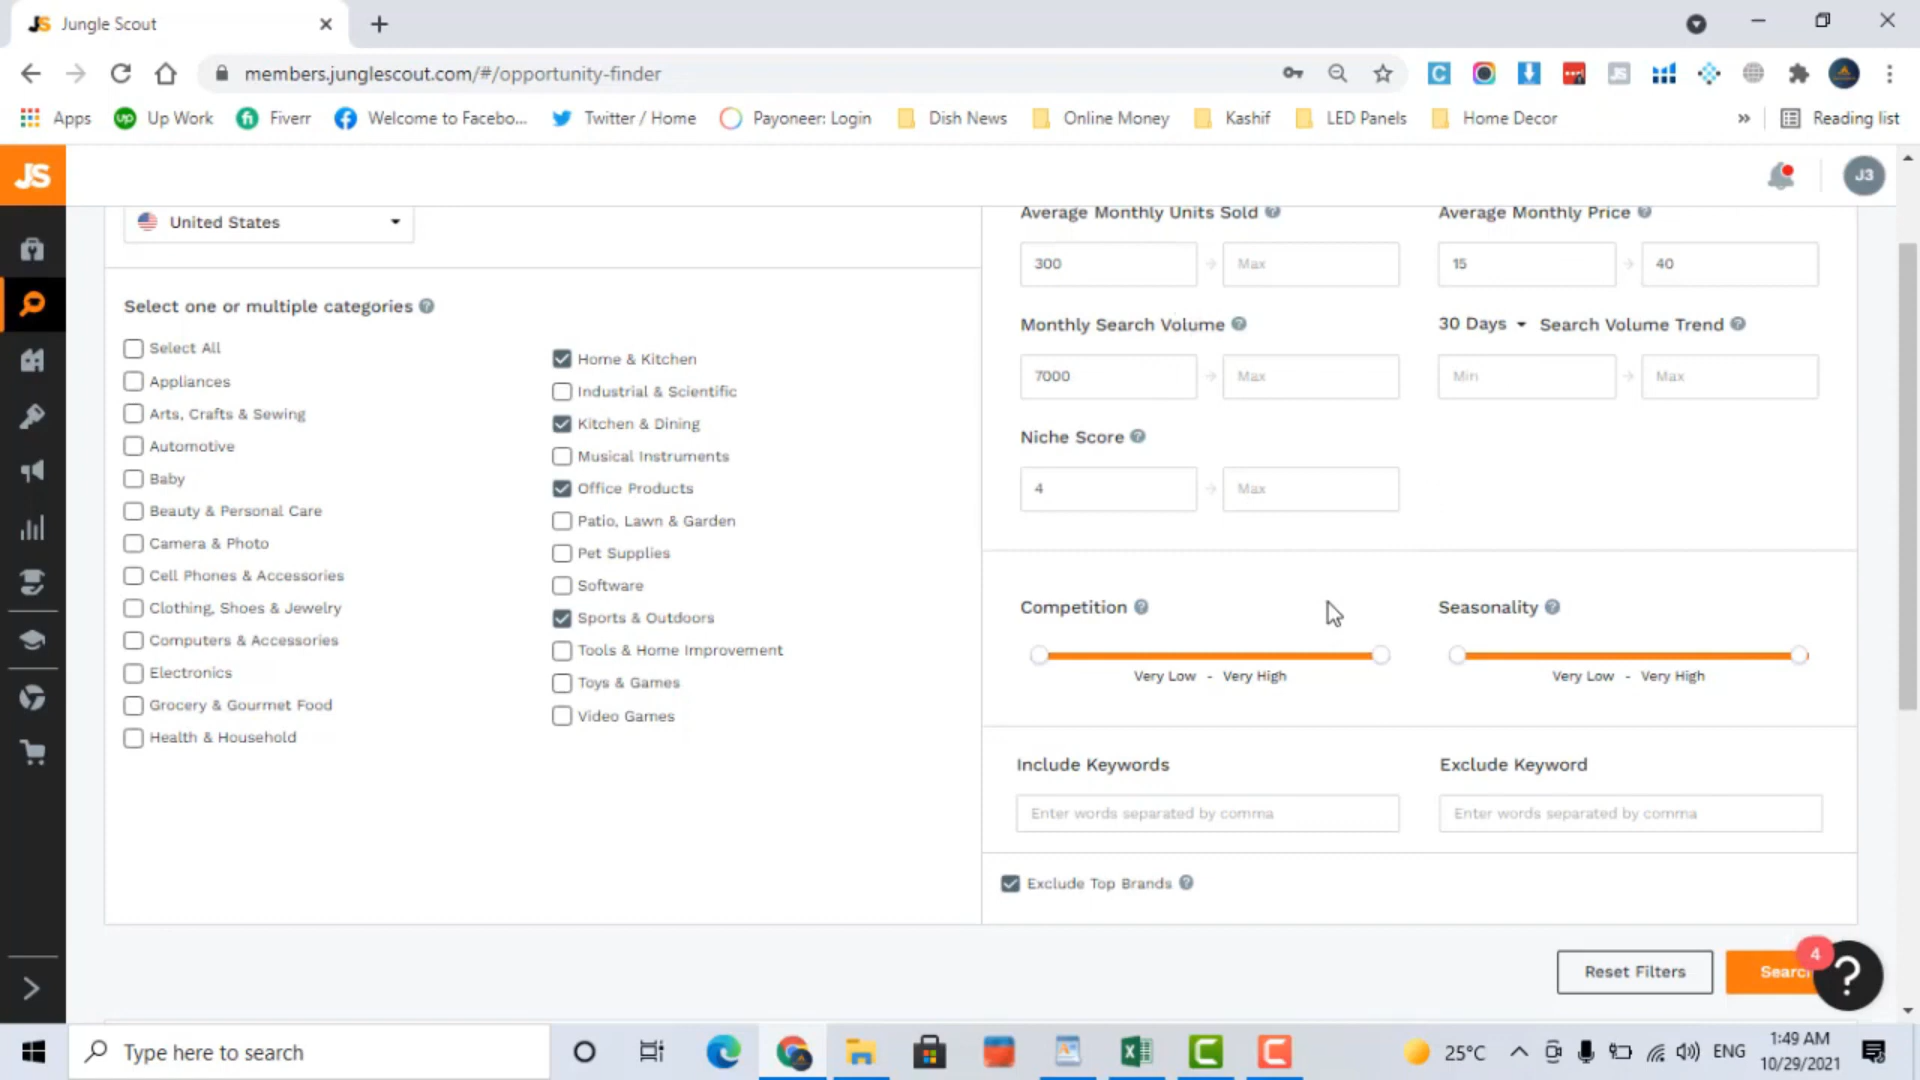 JS Jungle Scout
members.junglescout.com/#/opportunity-finder
Apps
Up Work
Fiverr
Welcome to Facebo...
Twitter / Home
Payoneer: Login
Dish News
Online Money
Kashif
LED Panels
Home Decor
»
Reading list
JS
J3
United States
Select one or multiple categories
Select All
Appliances
Arts, Crafts & Sewing
Automotive
Baby
Beauty & Personal Care
Camera & Photo
Cell Phones & Accessories
Clothing, Shoes & Jewelry
Computers & Accessories
Electronics
Grocery & Gourmet Food
Health & Household
Home & Kitchen
Industrial & Scientific
Kitchen & Dining
Musical Instruments
Office Products
Patio, Lawn & Garden
Pet Supplies
Software
Sports & Outdoors
Tools & Home Improvement
Toys & Games
Video Games
Average Monthly Units Sold
300 Max
Average Monthly Price
15 40
Monthly Search Volume
7000 Max
30 Days Search Volume Trend
Min Max
Niche Score
4 Max
Competition
Very Low - Very High
Seasonality
Very Low - Very High
Include Keywords
Enter words separated by comma
Exclude Keyword
Enter words separated by comma
Exclude Top Brands
Reset Filters
Search
4
?
Type here to search
25°C
ENG
1:49 AM
10/29/2021